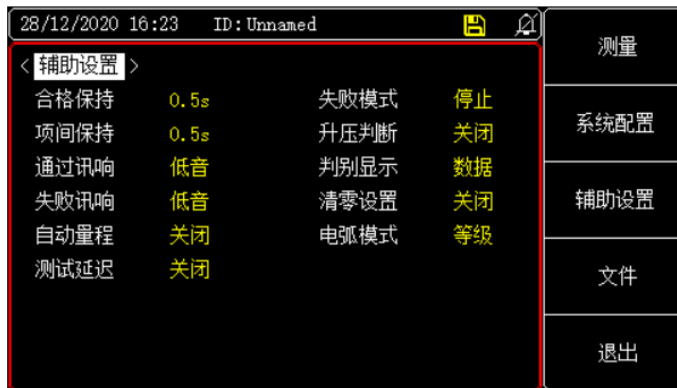 28/12/2020 16:23 ID:Unnamed
< 辅助设置 >
合格保持 0.5s 失败模式 停止
项间保持 0.5s 升压判断 关闭
通过讯响 低音 判别显示 数据
失败讯响 低音 清零设置 关闭
自动量程 关闭 电弧模式 等级
测试延迟 关闭
测量
系统配置
辅助设置
文件
退出